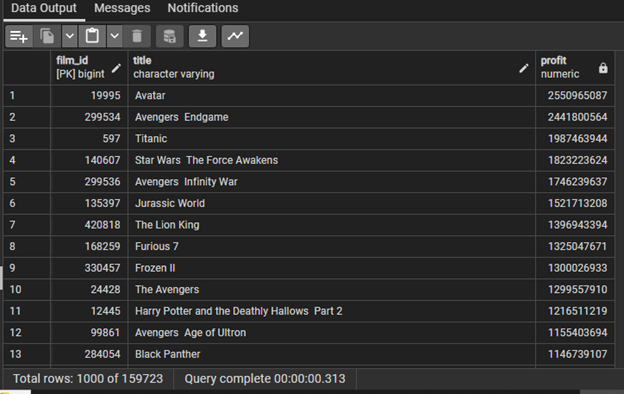 Data Output Messages Notifications
film_id title profit
[PK] bigint character varying numeric
1 19995 Avatar 2550965087
2 299534 Avengers  Endgame 2441800564
3 597 Titanic 1987463944
4 140607 Star Wars  The Force Awakens 1823223624
5 299536 Avengers  Infinity War 1746239637
6 135397 Jurassic World 1521713208
7 420818 The Lion King 1396943394
8 168259 Furious 7 1325047671
9 330457 Frozen II 1300026933
10 24428 The Avengers 1299557910
11 12445 Harry Potter and the Deathly Hallows  Part 2 1216511219
12 99861 Avengers  Age of Ultron 1155403694
13 284054 Black Panther 1146739107
Total rows: 1000 of 159723 Query complete 00:00:00.313